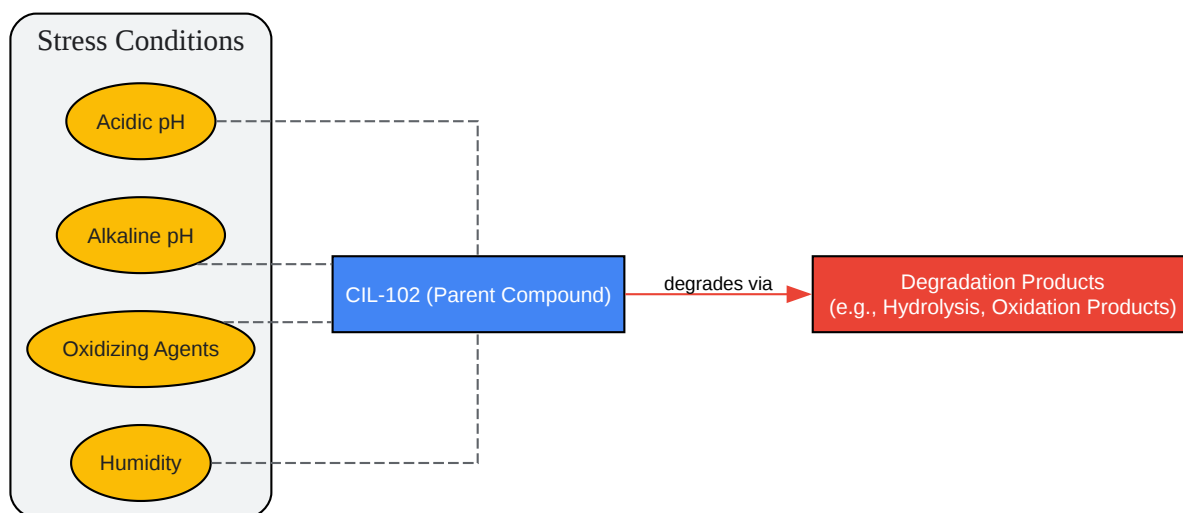 Stress Conditions
Acidic pH
Alkaline pH
Oxidizing Agents
Humidity
CIL-102 (Parent Compound)
degrades via
Degradation Products
(e.g., Hydrolysis, Oxidation Products)